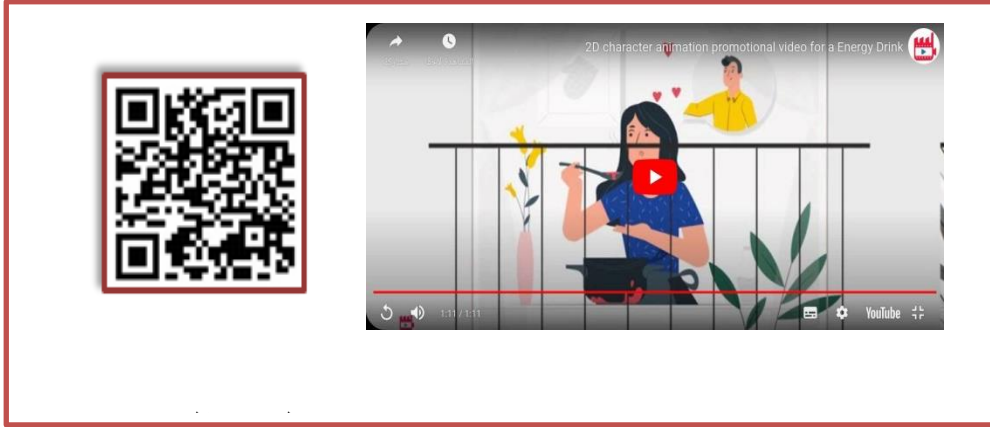 2D character animation promotional video for a Energy Drink
1:11 / 1:11
YouTube